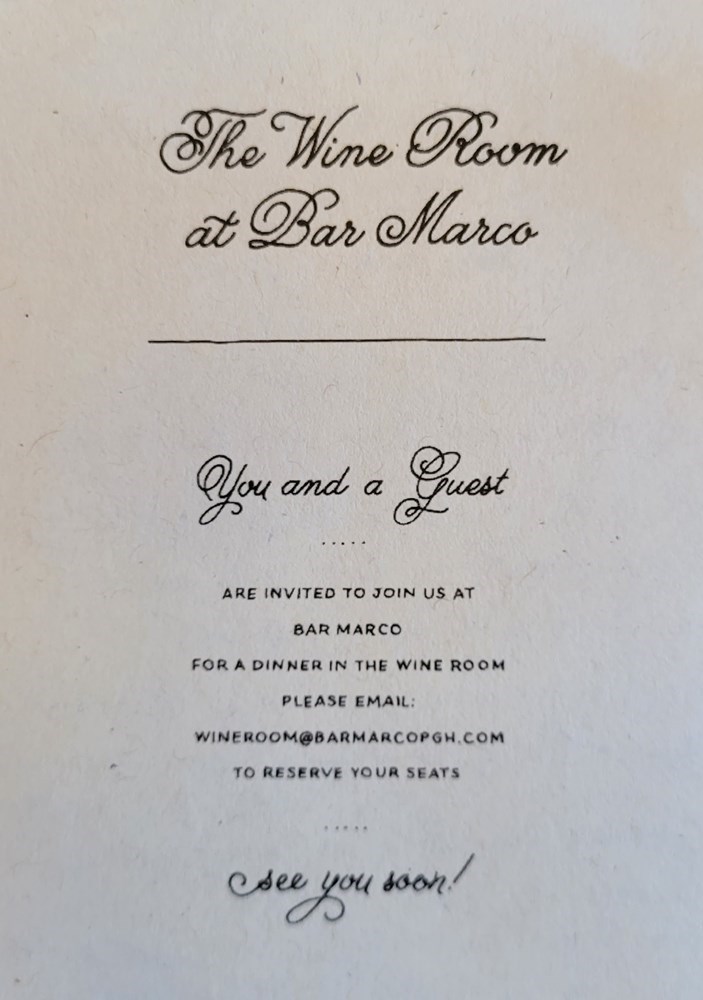 The Wine Room
at Bar Marco
You and a Guest
ARE INVITED TO JOIN US AT
BAR MARCO
FOR A DINNER IN THE WINE ROOM
PLEASE EMAIL:
WINEROOM@BARMARCOPGH.COM
TO RESERVE YOUR SEATS
see you soon!